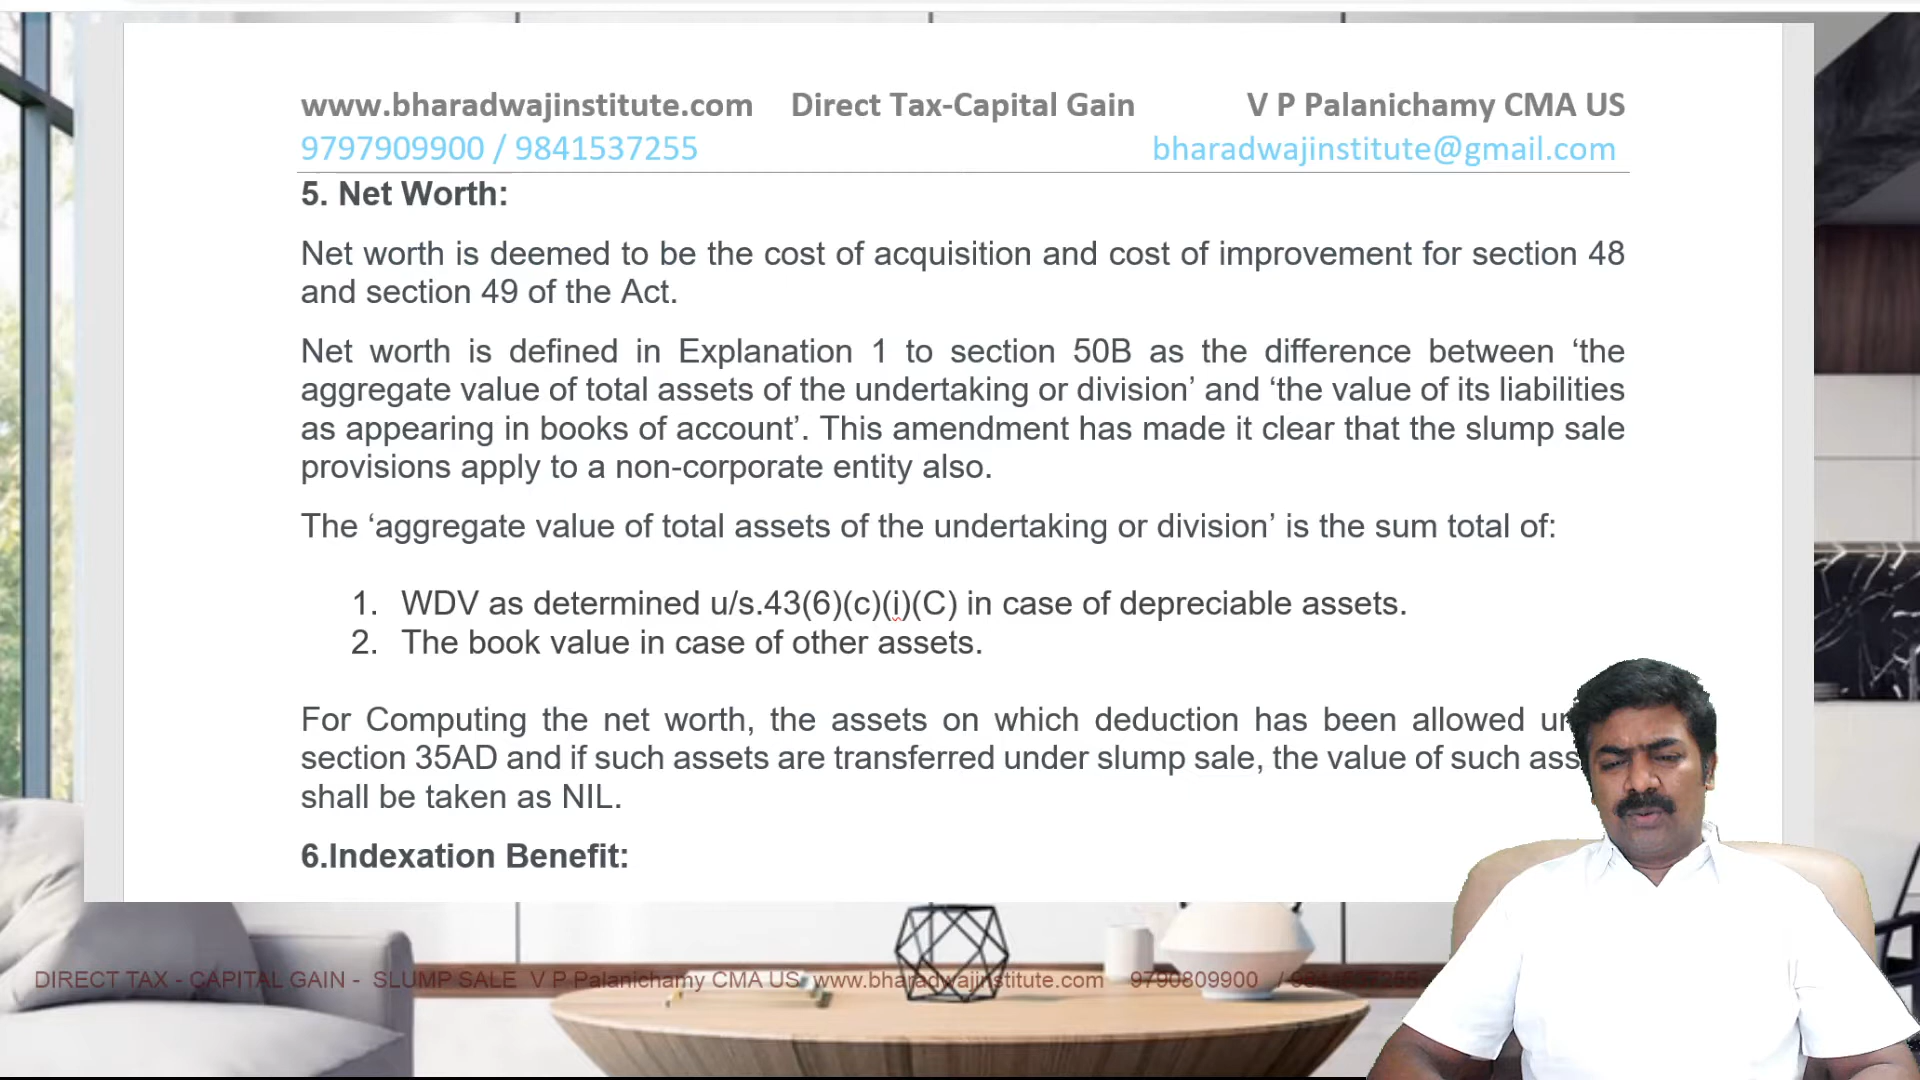 www.bharadwajinstitute.com Direct Tax-Capital Gain V P Palanichamy CMA US
9797909900 / 9841537255 bharadwajinstitute@gmail.com
5. Net Worth:
Net worth is deemed to be the cost of acquisition and cost of improvement for section 48
and section 49 of the Act.
Net worth is defined in Explanation 1 to section 50B as the difference between ‘the
aggregate value of total assets of the undertaking or division’ and ‘the value of its liabilities
as appearing in books of account’. This amendment has made it clear that the slump sale
provisions apply to a non-corporate entity also.
The ‘aggregate value of total assets of the undertaking or division’ is the sum total of:
1. WDV as determined u/s.43(6)(c)(i)(C) in case of depreciable assets.
2. The book value in case of other assets.
For Computing the net worth, the assets on which deduction has been allowed
section 35AD and if such assets are transferred under slump sale, the value of such
shall be taken as NIL.
6.Indexation Benefit:
DIRECT TAX - CAPITAL GAIN - SLUMP SALE V P Palanichamy CMA US www.bharadwajinstitute.com 9790809900 /